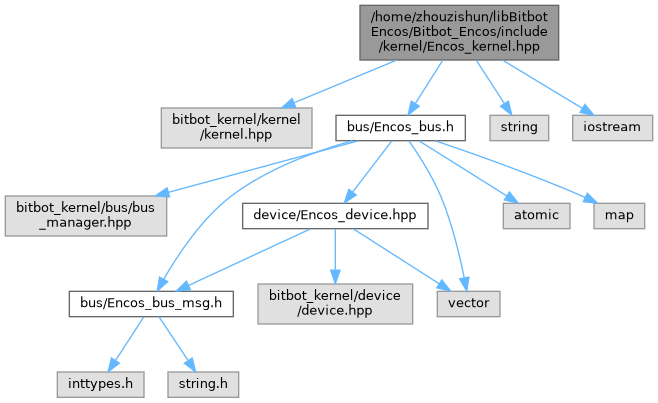 /home/zhouzishun/libBitbot
Encos/Bitbot_Encos/include
/kernel/Encos_kernel.hpp
bitbot_kernel/kernel
/kernel.hpp
bus/Encos_bus.h
string
iostream
bitbot_kernel/bus/bus
_manager.hpp
device/Encos_device.hpp
atomic
map
bus/Encos_bus_msg.h
bitbot_kernel/device
/device.hpp
vector
inttypes.h
string.h